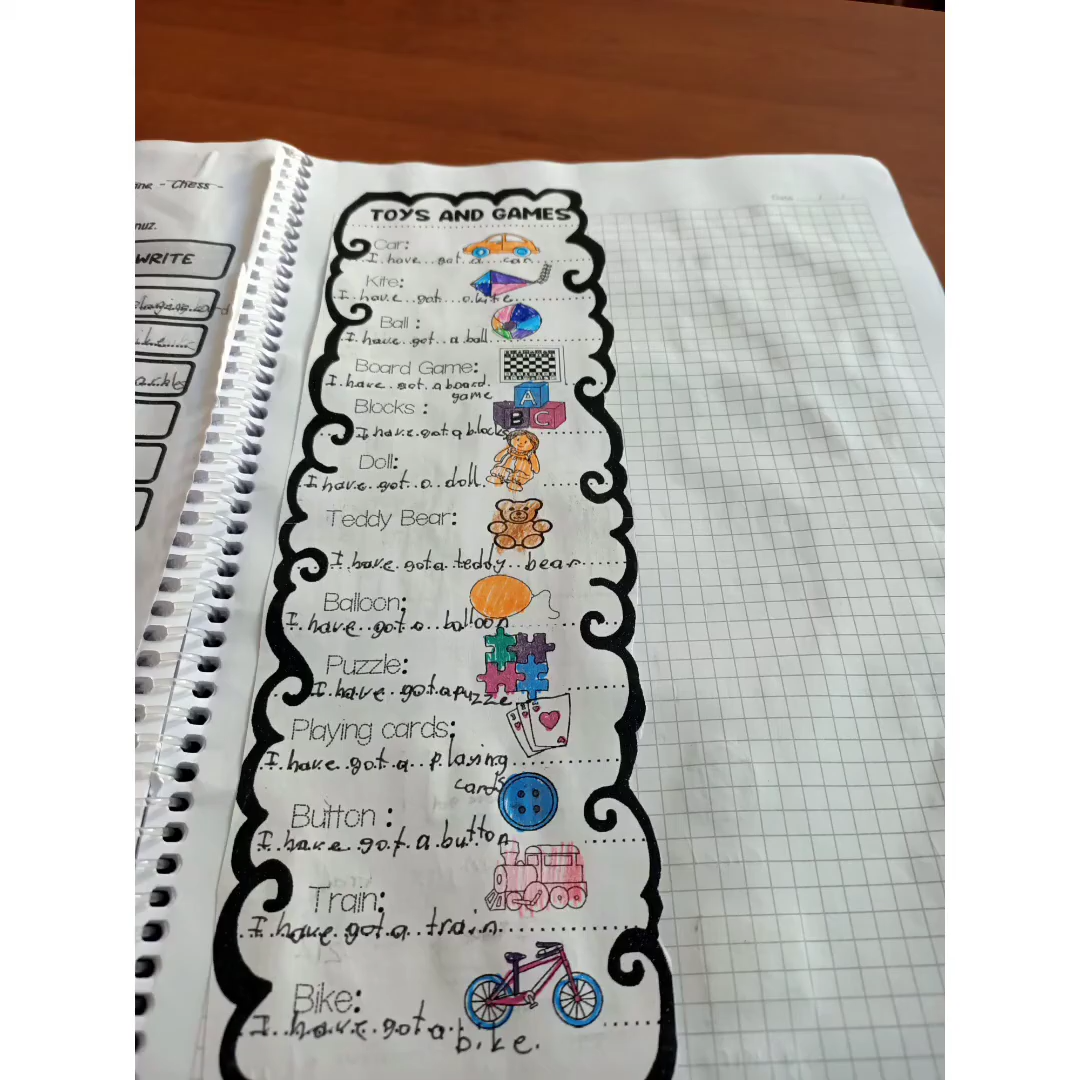 - Chess -
nuz.
WRITE
TOYS AND GAMES
Car:
I have got a car
Kite:
I have got a kite
Ball :
I have got a ball
Board Game:
I have got a board
game
Blocks :
A
B C
I have got a blocks
Doll:
I have got a doll
Teddy Bear:
I have got a teddy bear
Balloon:
I have got a balloon
Puzzle:
I have got a puzze
Playing cards:
I have got a playing
cards
Button :
I have got a button
Train:
I have got a train
Bike:
I have got a
bike.